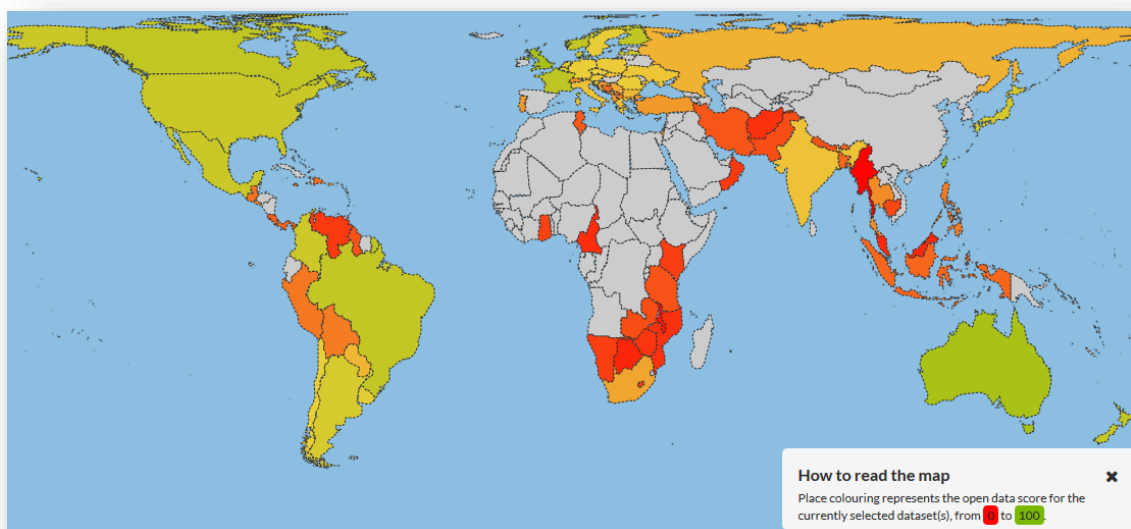 How to read the map ✖
Place colouring represents the open data score for the
currently selected dataset(s), from 0 to 100.